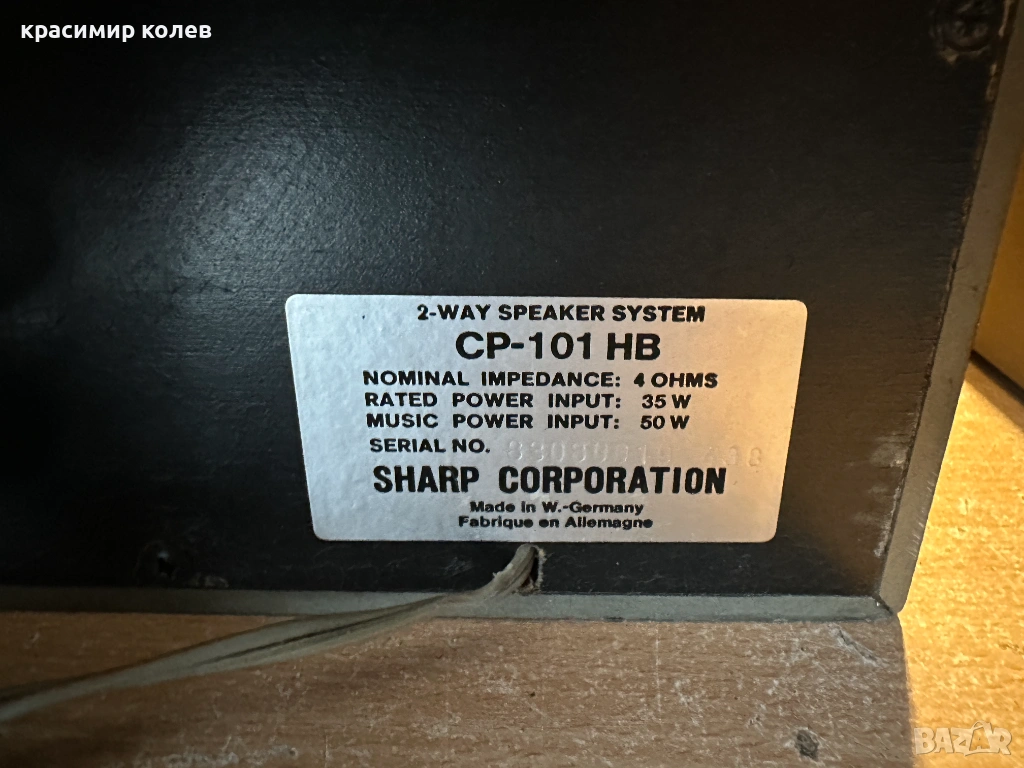 красимир колев
2-WAY SPEAKER SYSTEM
CP-101 HB
NOMINAL IMPEDANCE: 4 OHMS
RATED POWER INPUT: 35 W
MUSIC POWER INPUT: 50 W
SERIAL NO.
SHARP CORPORATION
Made in W.-Germany
Fabrique en Allemagne
BAZAR